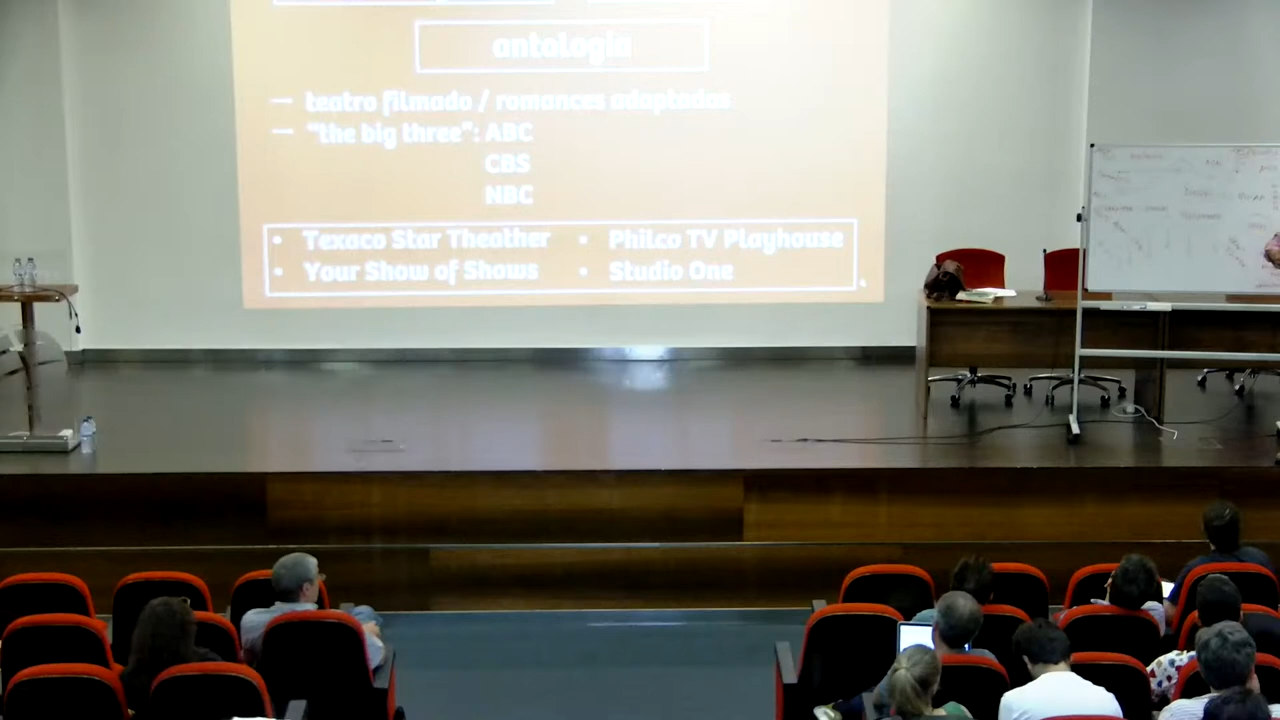 antologia
— teatro filmado / romances adaptados
— "the big three": ABC
CBS
NBC
• Texaco Star Theather
• Your Show of Shows
• Philco TV Playhouse
• Studio One
4